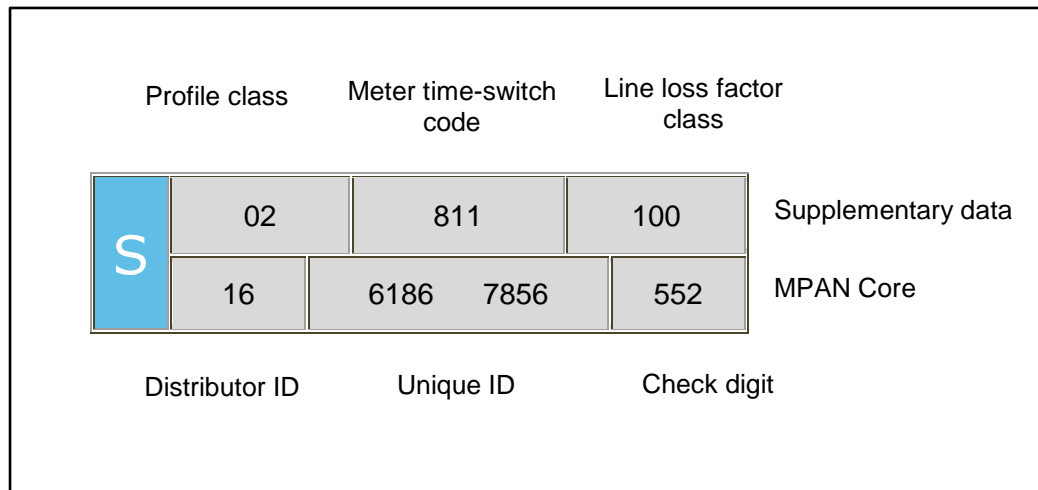 Profile class
Meter time-switch
code
Line loss factor
class
S
02
811
100
Supplementary data
16
6186 7856
552
MPAN Core
Distributor ID
Unique ID
Check digit